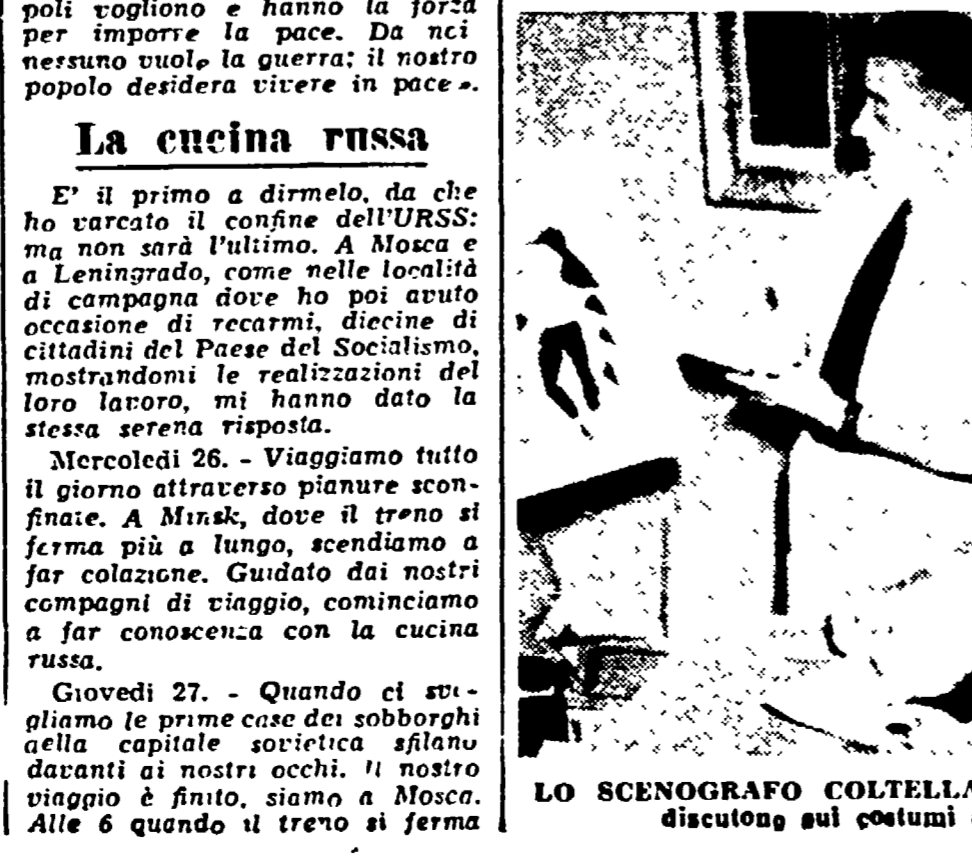 poli vogliono e hanno la forza
per imporre la pace. Da noi
nessuno vuole la guerra; il nostro
popolo desidera vivere in pace ».
La cucina russa
E' il primo a dirmelo, da che
ho varcato il confine dell'URSS:
ma non sarà l'ultimo. A Mosca e
a Leningrado, come nelle località
di campagna dove ho poi avuto
occasione di recarmi, diecine di
cittadini del Paese del Socialismo,
mostrandomi le realizzazioni del
loro lavoro, mi hanno dato la
stessa serena risposta.
Mercoledì 26. - Viaggiamo tutto
il giorno attraverso pianure scon-
finate. A Minsk, dove il treno si
ferma più a lungo, scendiamo a
far colazione. Guidato dai nostri
compagni di viaggio, cominciamo
a far conoscenza con la cucina
russa.
Giovedì 27. - Quando ci sve-
gliamo le prime case dei sobborghi
della capitale sovietica sfilano
davanti ai nostri occhi. Il nostro
viaggio è finito, siamo a Mosca.
Alle 6 quando il treno si ferma
LO SCENOGRAFO COLTELLA
discutono sui costumi